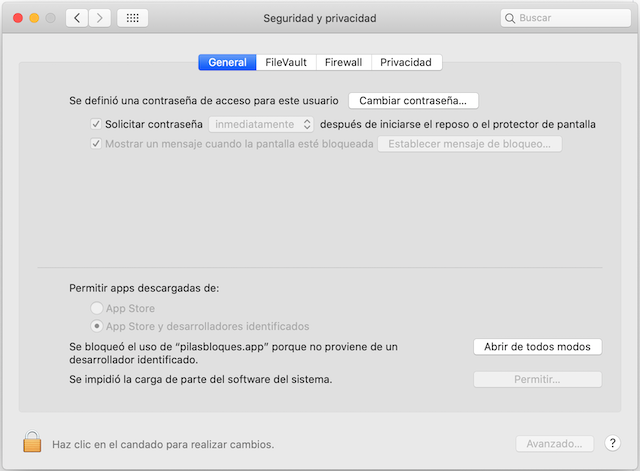 Seguridad y privacidad
Buscar
General FileVault Firewall Privacidad
Se definió una contraseña de acceso para este usuario Cambiar contraseña...
Solicitar contraseña inmediatamente después de iniciarse el reposo o el protector de pantalla
Mostrar un mensaje cuando la pantalla esté bloqueada Establecer mensaje de bloqueo...
Permitir apps descargadas de:
App Store
App Store y desarrolladores identificados
Se bloqueó el uso de “pilasbloques.app” porque no proviene de un
desarrollador identificado.
Abrir de todos modos
Se impidió la carga de parte del software del sistema. Permitir...
Haz clic en el candado para realizar cambios. Avanzado... ?